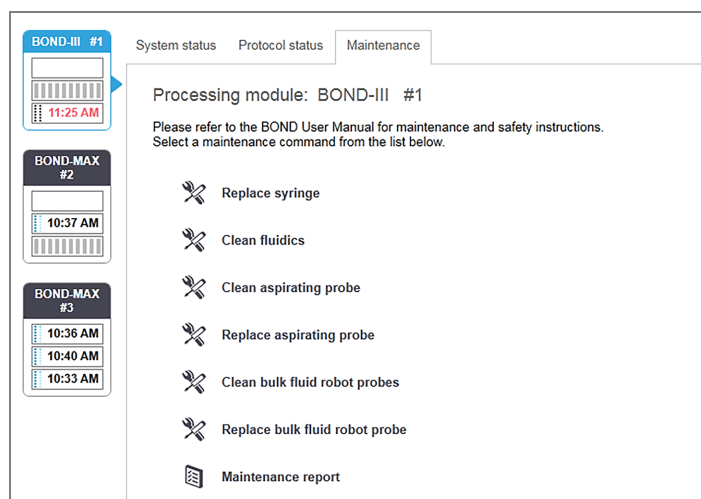 BOND-III #1
11:25 AM
BOND-MAX
#2
10:37 AM
BOND-MAX
#3
10:36 AM
10:40 AM
10:33 AM
System status Protocol status Maintenance
Processing module: BOND-III #1
Please refer to the BOND User Manual for maintenance and safety instructions.
Select a maintenance command from the list below.
Replace syringe
Clean fluidics
Clean aspirating probe
Replace aspirating probe
Clean bulk fluid robot probes
Replace bulk fluid robot probe
Maintenance report